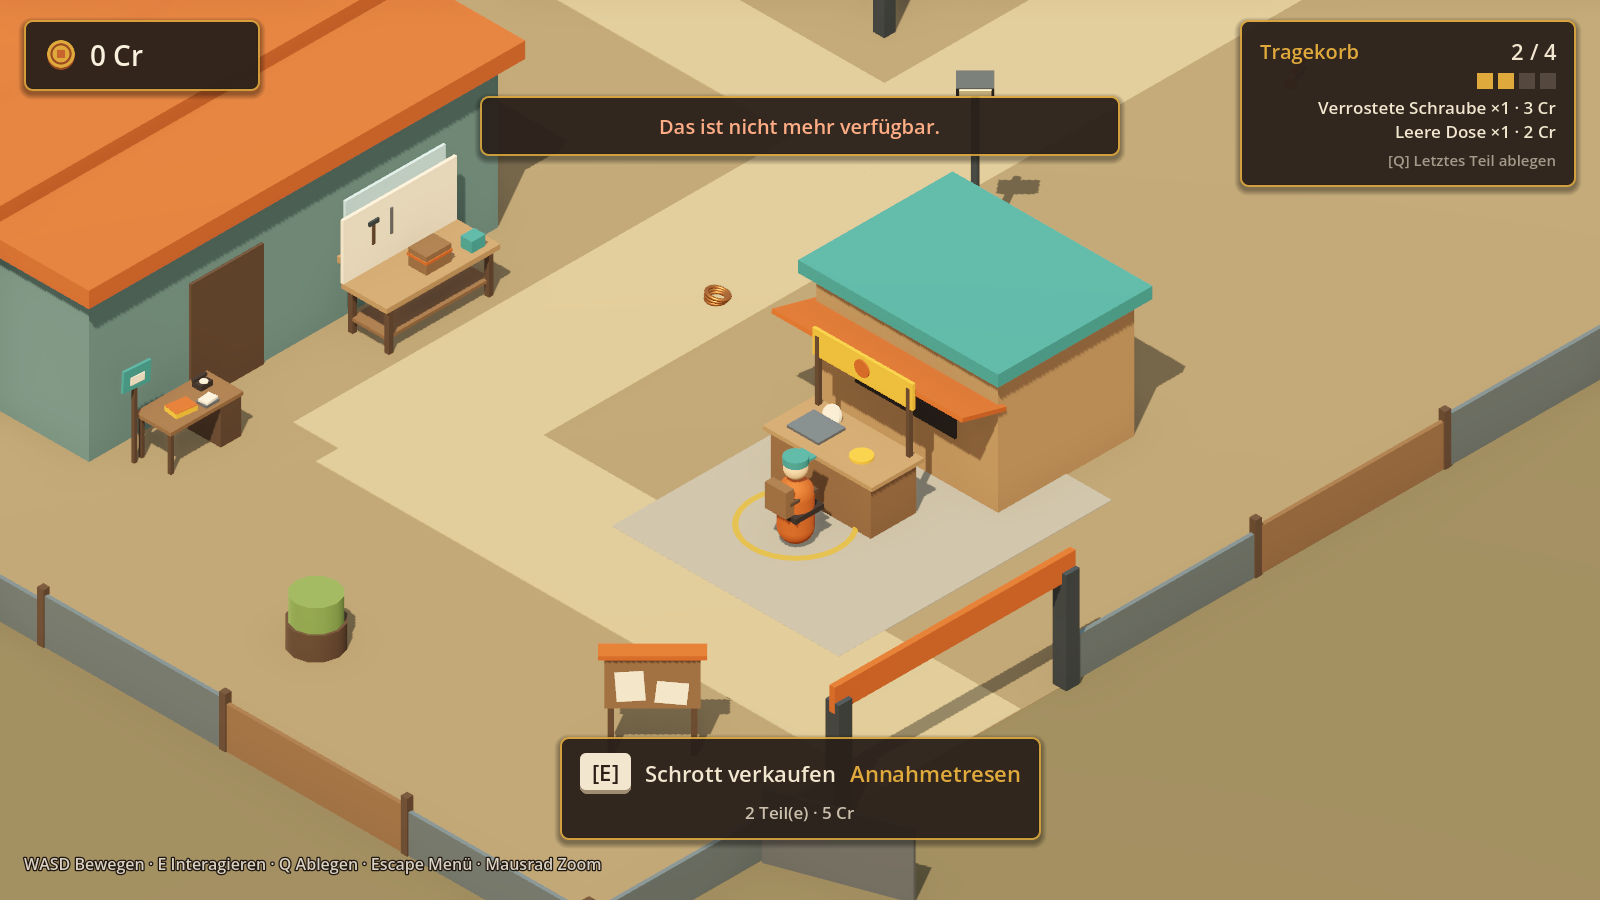 0 Cr
Das ist nicht mehr verfügbar.
Tragekorb 2 / 4
Verrostete Schraube ×1 · 3 Cr
Leere Dose ×1 · 2 Cr
[Q] Letztes Teil ablegen
[E] Schrott verkaufen Annahmetresen
2 Teil(e) · 5 Cr
WASD Bewegen · E Interagieren · Q Ablegen · Escape Menü · Mausrad Zoom